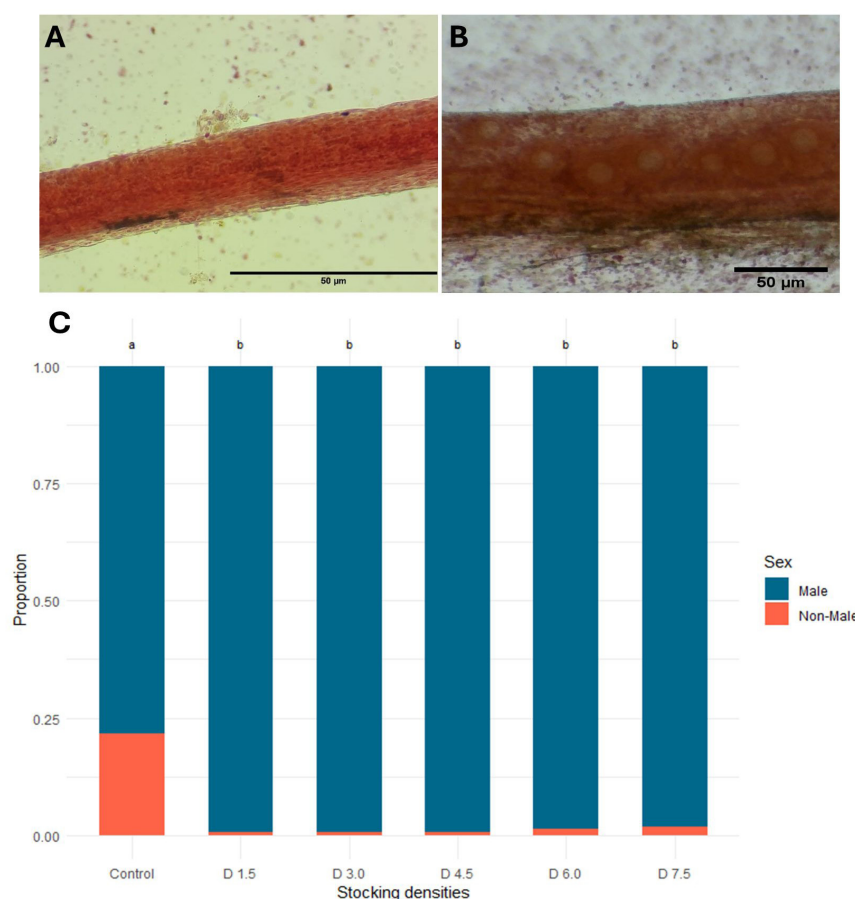 A
B
50 µm
50 µm
C
a b b b b b
1.00
0.75
0.50
0.25
0.00
Proportion
Control D 1.5 D 3.0 D 4.5 D 6.0 D 7.5
Stocking densities
Sex
Male
Non-Male